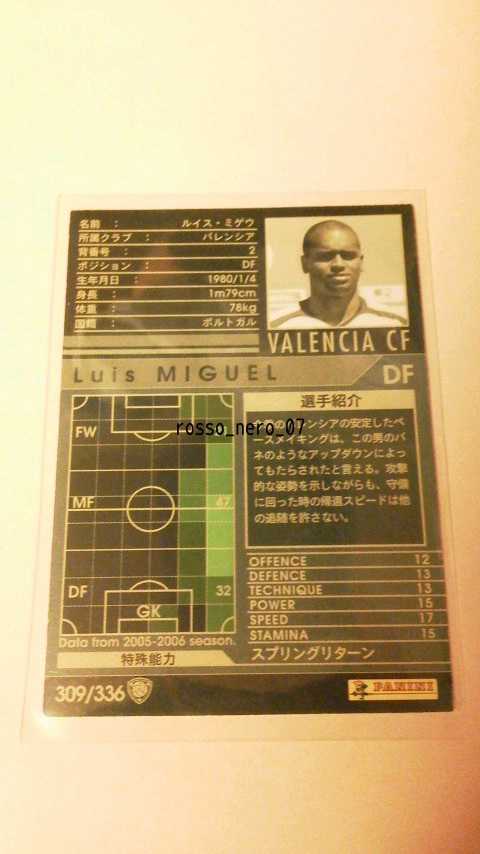 名前 : ルイス・ミゲウ
所属クラブ : バレンシア
背番号 : 2
ポジション : DF
生年月日 : 1980/1/4
身長 : 1m79cm
体重 : 78kg
国籍 : ポルトガル
VALENCIA CF
Luis MIGUEL
DF
選手紹介
バレンシアの安定したペ
ースメイキングは、この男のバ
ネのようなアップダウンによっ
てもたらされたと言える。攻撃
的な姿勢を示しながらも、守備
に回った時の帰還スピードは他
の追随を許さない。
rosso_nero_07
FW
MF 67
DF 32
GK
Data from 2005-2006 season.
OFFENCE 12
DEFENCE 13
TECHNIQUE 13
POWER 15
SPEED 17
STAMINA 15
特殊能力
スプリングリターン
309/336
PANINI